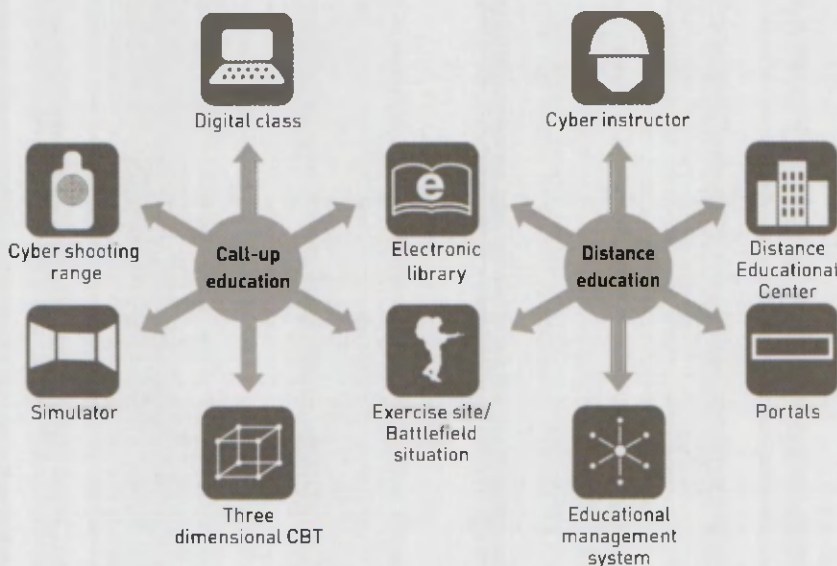 Digital class
Cyber instructor
Cyber shooting
range
Call-up
education
e
Electronic
library
Distance
education
Distance
Educational
Center
Simulator
Exercise site/
Battlefield
situation
Portals
Three
dimensional CBT
Educational
management
system